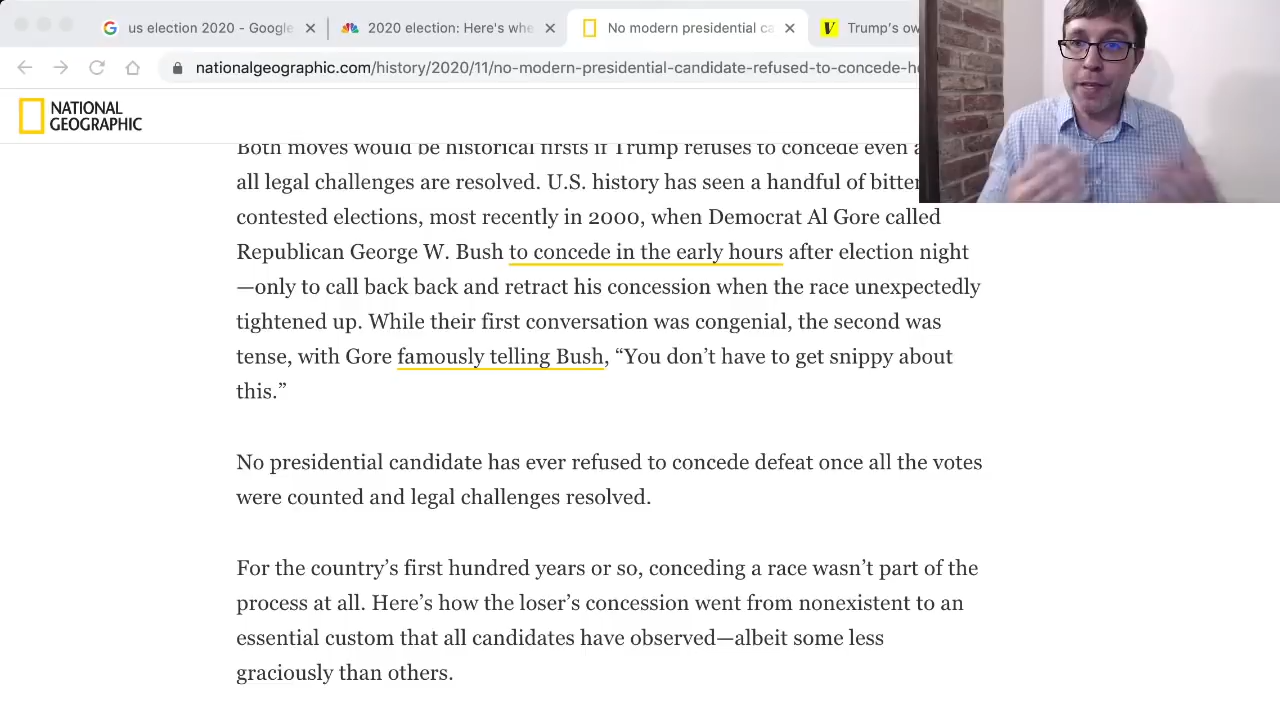 us election 2020 - Google
2020 election: Here's whe
No modern presidential ca
Trump's ow
nationalgeographic.com/history/2020/11/no-modern-presidential-candidate-refused-to-concede-he
NATIONAL
GEOGRAPHIC
Both moves would be historical firsts if Trump refuses to concede even
all legal challenges are resolved. U.S. history has seen a handful of bitter
contested elections, most recently in 2000, when Democrat Al Gore called
Republican George W. Bush to concede in the early hours after election night
—only to call back back and retract his concession when the race unexpectedly
tightened up. While their first conversation was congenial, the second was
tense, with Gore famously telling Bush, “You don’t have to get snippy about
this.”
No presidential candidate has ever refused to concede defeat once all the votes
were counted and legal challenges resolved.
For the country’s first hundred years or so, conceding a race wasn’t part of the
process at all. Here’s how the loser’s concession went from nonexistent to an
essential custom that all candidates have observed—albeit some less
graciously than others.